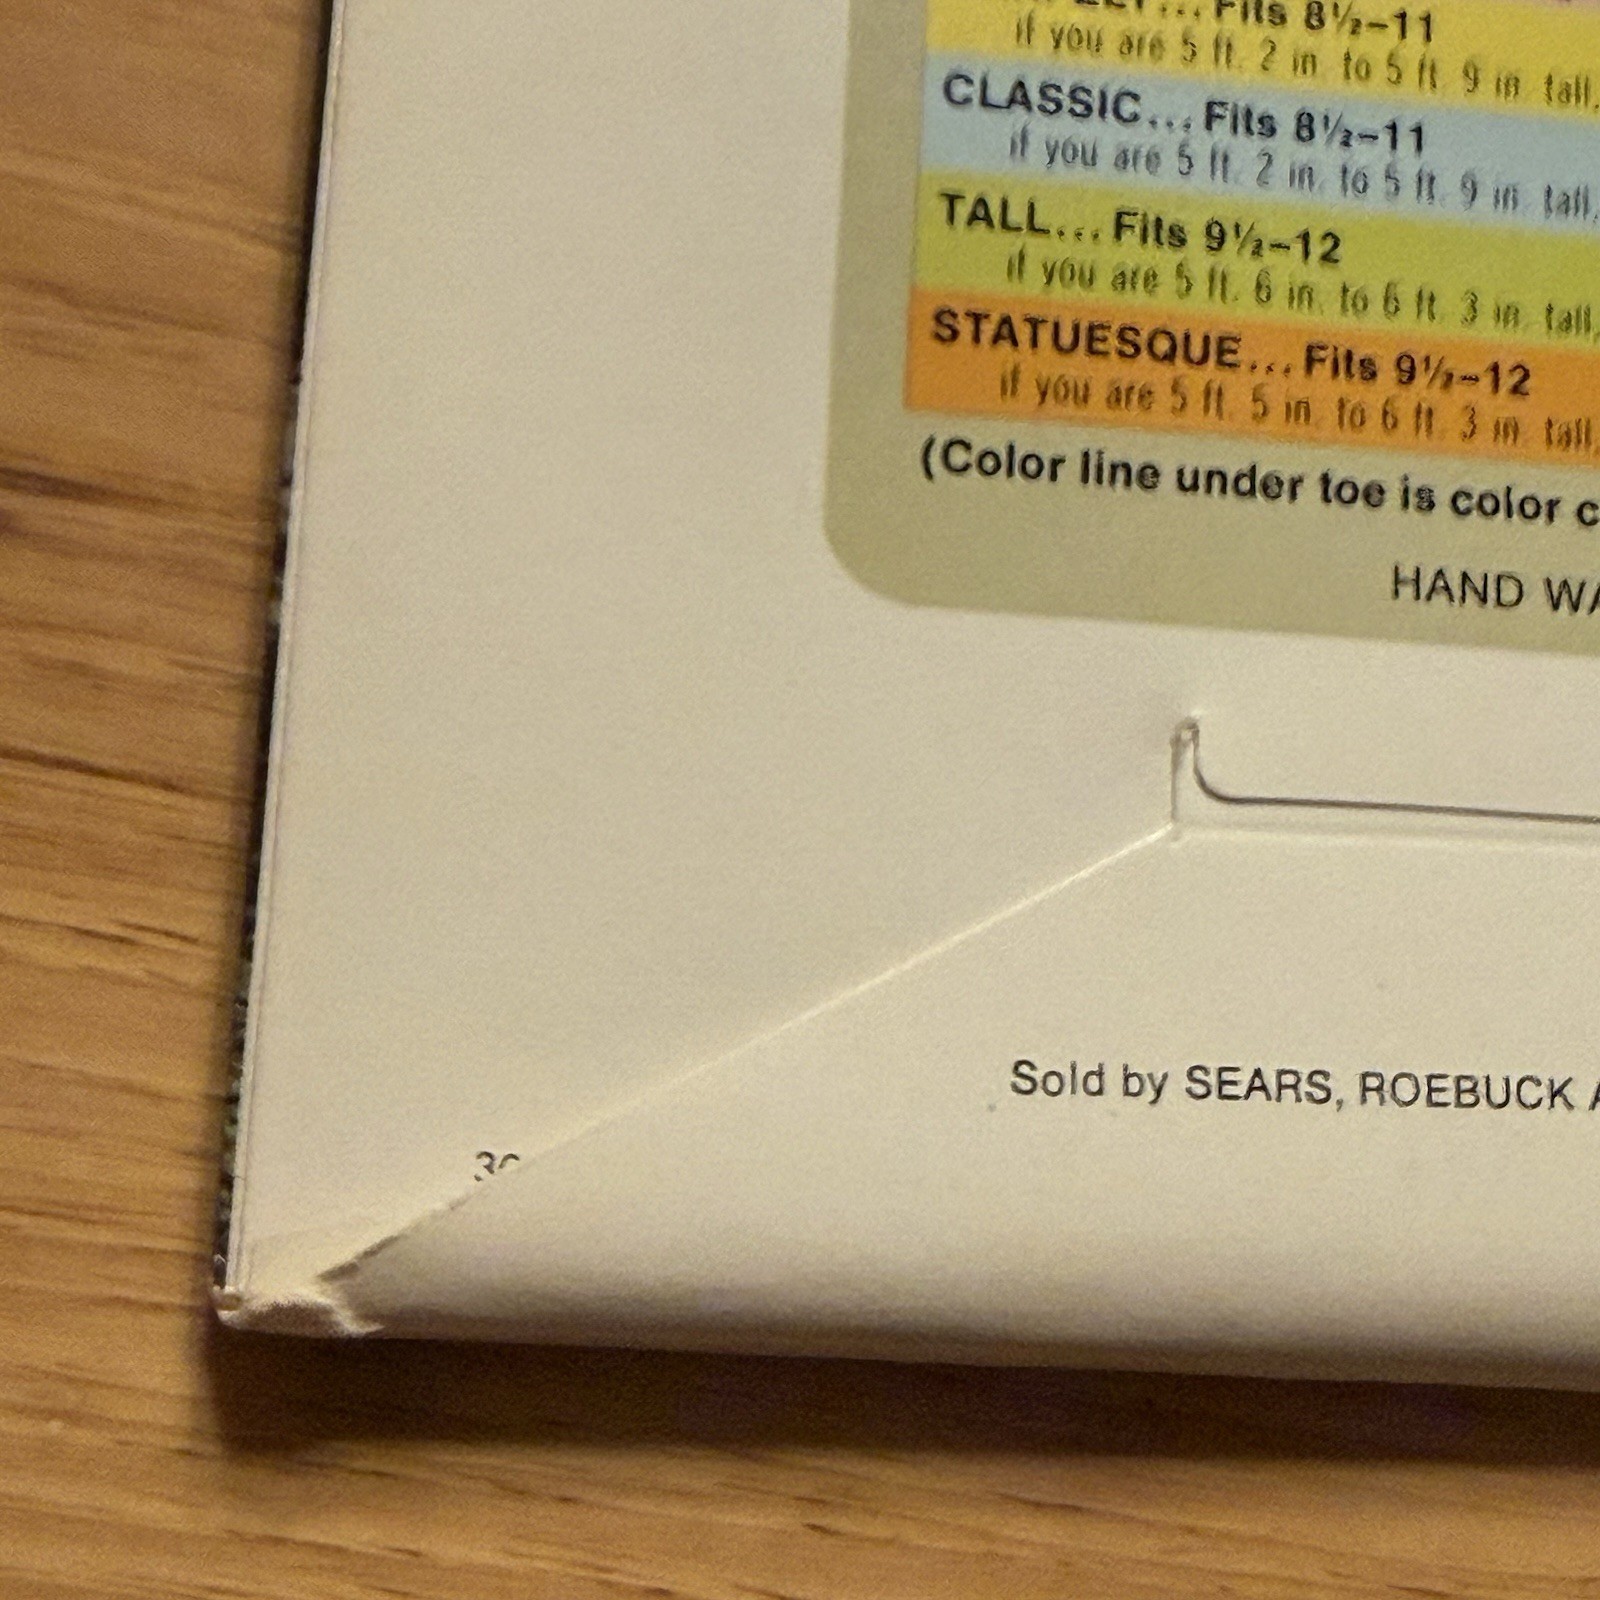 Fits 8½–11
if you are 5 ft. 2 in. to 5 ft. 9 in. tall,
CLASSIC... Fits 8½–11
if you are 5 ft. 2 in. to 5 ft. 9 in. tall,
TALL... Fits 9½–12
if you are 5 ft. 6 in. to 6 ft. 3 in. tall,
STATUESQUE... Fits 9½–12
if you are 5 ft. 5 in. to 6 ft. 3 in. tall,
(Color line under toe is color
HAND
Sold by SEARS, ROEBUCK